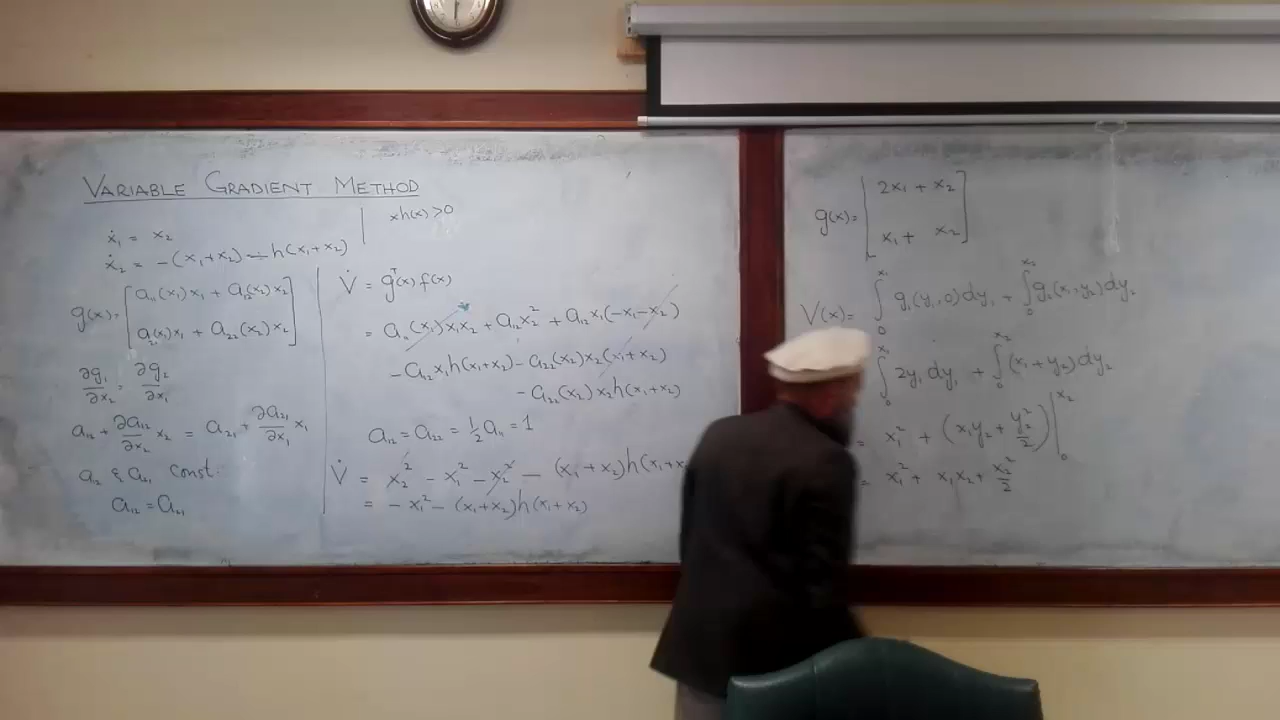 VARIABLE GRADIENT METHOD
ẋ₁ = x₂
ẋ₂ = -(x₁+x₂) - h(x₁+x₂)
xh(x) > 0
g(x) = [a₁₁(x₁)x₁ + a₁₂(x₂)x₂
a₂₁(x)x₁ + a₂₂(x₂)x₂]
∂g₁/∂x₂ = ∂g₂/∂x₁
a₁₂ + ∂a₁₂/∂x₂ x₂ = a₂₁ + ∂a₂₁/∂x₁ x₁
a₁₂ & a₂₁ const.
a₁₂ = a₂₁
V̇ = gᵀ(x) f(x)
= a₁₁(x₁)x₁x₂ + a₁₂x₂² + a₁₂x₁(-x₁-x₂)
- a₁₂x₁h(x₁+x₂) - a₂₂(x₂)x₂(x₁+x₂)
- a₂₂(x₂)x₂h(x₁+x₂)
a₁₂ = a₂₂ = ½a₁₁ = 1
V̇ = x₂² - x₁² - x₂² - (x₁+x₂)h(x₁+x
= - x₁² - (x₁+x₂)h(x₁+x₂)
g(x) = [2x₁ + x₂
x₁ + x₂]
V(x) = ∫₀^x₁ g₁(y₁,0)dy₁ + ∫₀^x₂ g₂(x₁,y₂)dy₂
∫₀^x₁ 2y₁dy₁ + ∫₀^x₂ (x₁+y₂)dy₂
= x₁² + (x₁y₂ + y₂²/2)|₀^x₂
= x₁² + x₁x₂ + x₂²/2